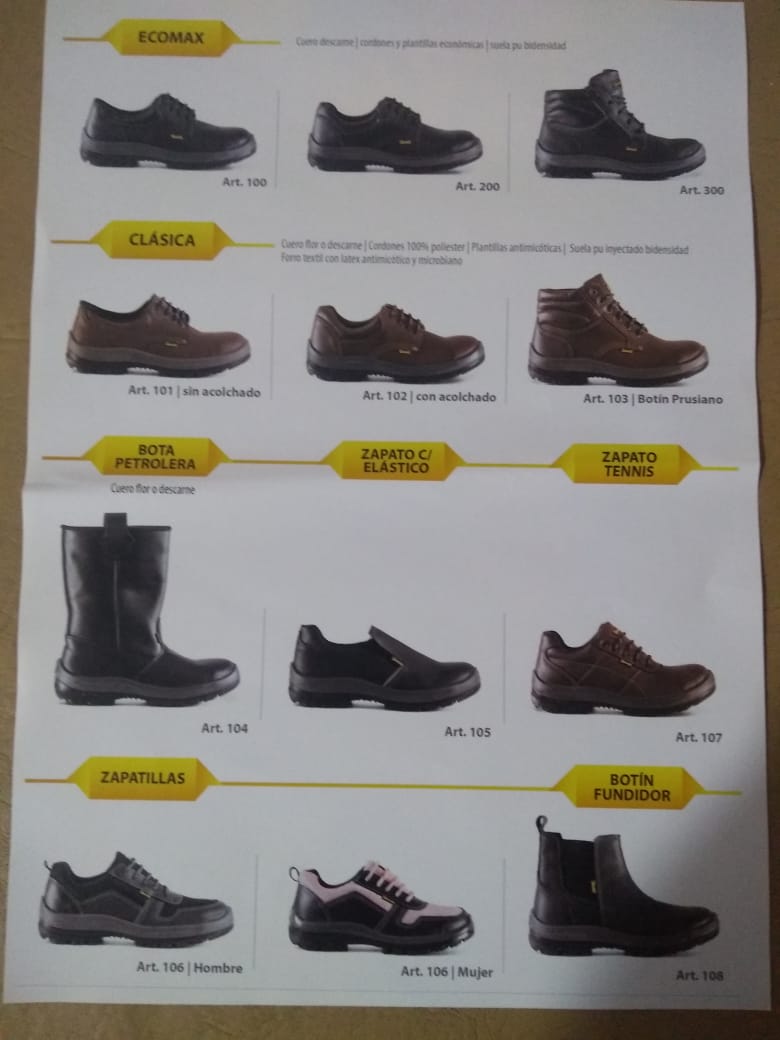 ECOMAX
Cuero descarne | cordones y plantillas económicas | suela pu bidensidad
Art. 100
Art. 200
Art. 300
CLÁSICA
Cuero flor o descarne | Cordones 100% poliester | Plantillas antimicóticas | Suela pu inyectado bidensidad
Forro textil con latex antimicótico y microbiano
Art. 101 | sin acolchado
Art. 102 | con acolchado
Art. 103 | Botín Prusiano
BOTA
PETROLERA
Cuero flor o descarne
ZAPATO C/
ELÁSTICO
ZAPATO
TENNIS
Art. 104
Art. 105
Art. 107
ZAPATILLAS
BOTÍN
FUNDIDOR
Art. 106 | Hombre
Art. 106 | Mujer
Art. 108